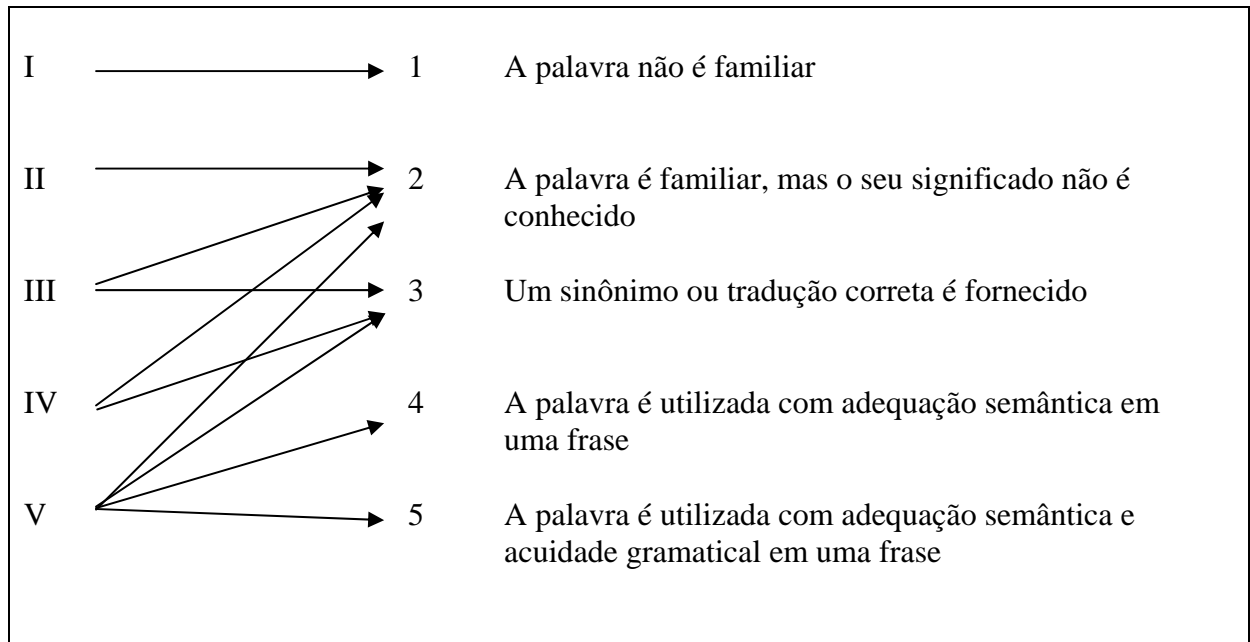 I 1 A palavra não é familiar
II 2 A palavra é familiar, mas o seu significado não é
conhecido
III 3 Um sinônimo ou tradução correta é fornecido
IV 4 A palavra é utilizada com adequação semântica em
uma frase
V 5 A palavra é utilizada com adequação semântica e
acuidade gramatical em uma frase